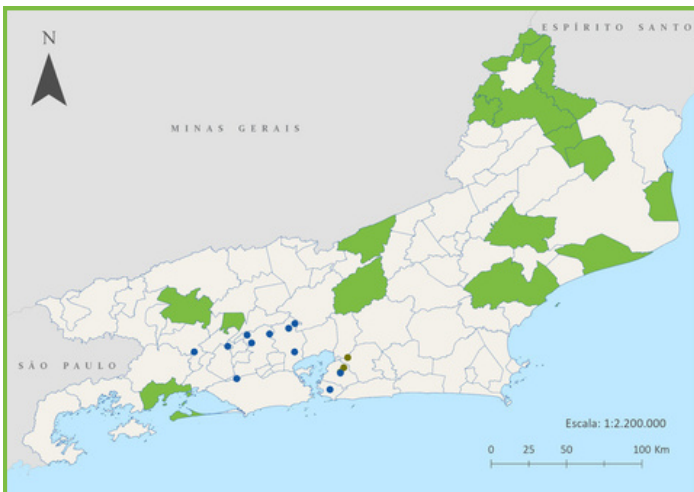 ESPÍRITO SANTO
N
MINAS GERAIS
SÃO PAULO
Escala: 1:2.200.000
0 25 50 100 Km